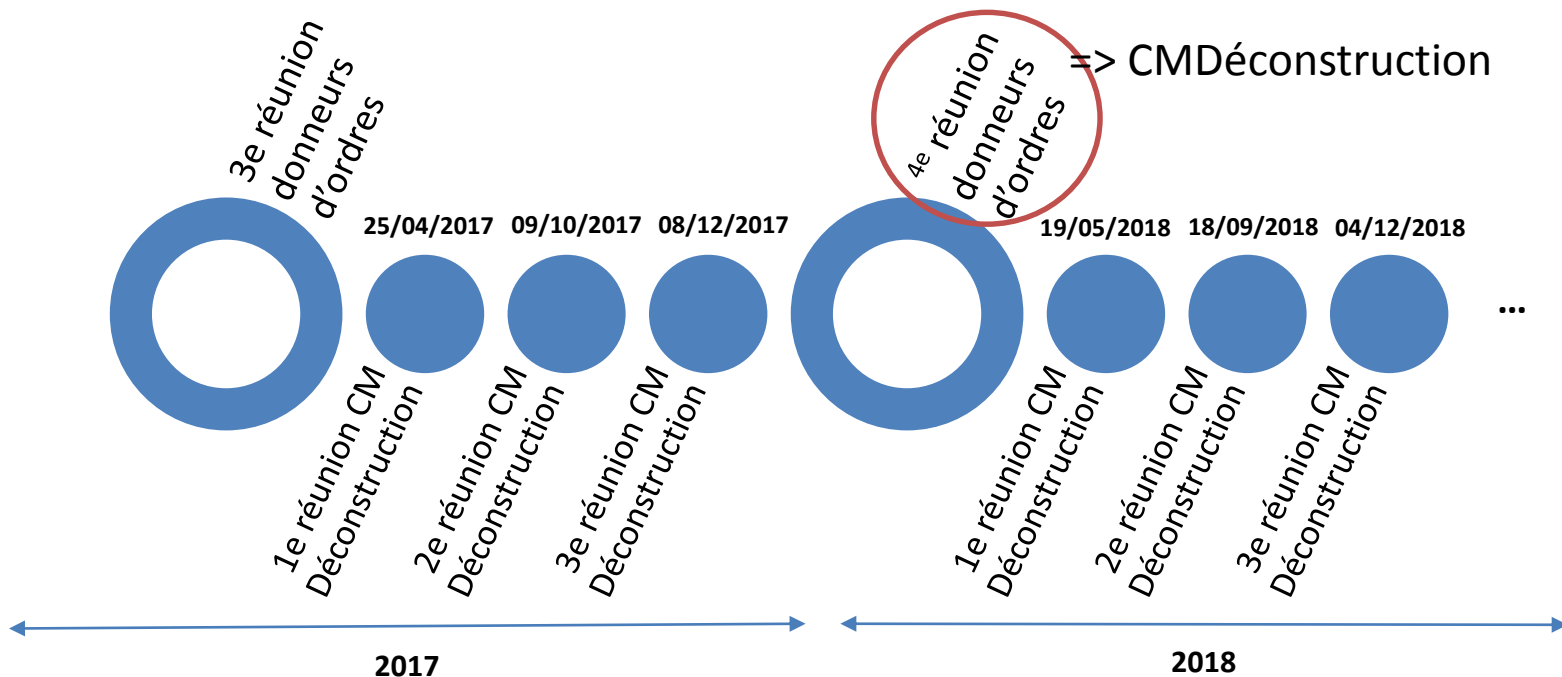 3e réunion
donneurs
d'ordres
25/04/2017
09/10/2017
08/12/2017
4e réunion
donneurs
d'ordres
=> CMDéconstruction
19/05/2018
18/09/2018
04/12/2018
...
1e réunion CM
Déconstruction
2e réunion CM
Déconstruction
3e réunion CM
Déconstruction
1e réunion CM
Déconstruction
2e réunion CM
Déconstruction
3e réunion CM
Déconstruction
2017
2018